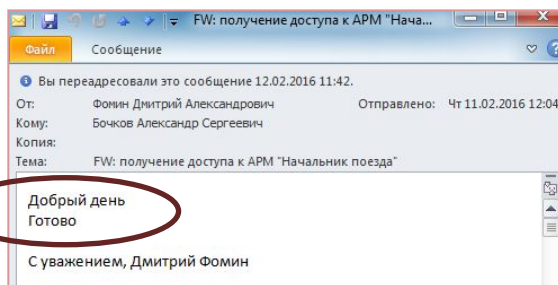 FW: получение доступа к АРМ "Нача...
Файл Сообщение
Вы переадресовали это сообщение 12.02.2016 11:42.
От: Фомин Дмитрий Александрович Отправлено: Чт 11.02.2016 12:04
Кому: Бочков Александр Сергеевич
Копия:
Тема: FW: получение доступа к АРМ "Начальник поезда"
Добрый день
Готово
С уважением, Дмитрий Фомин